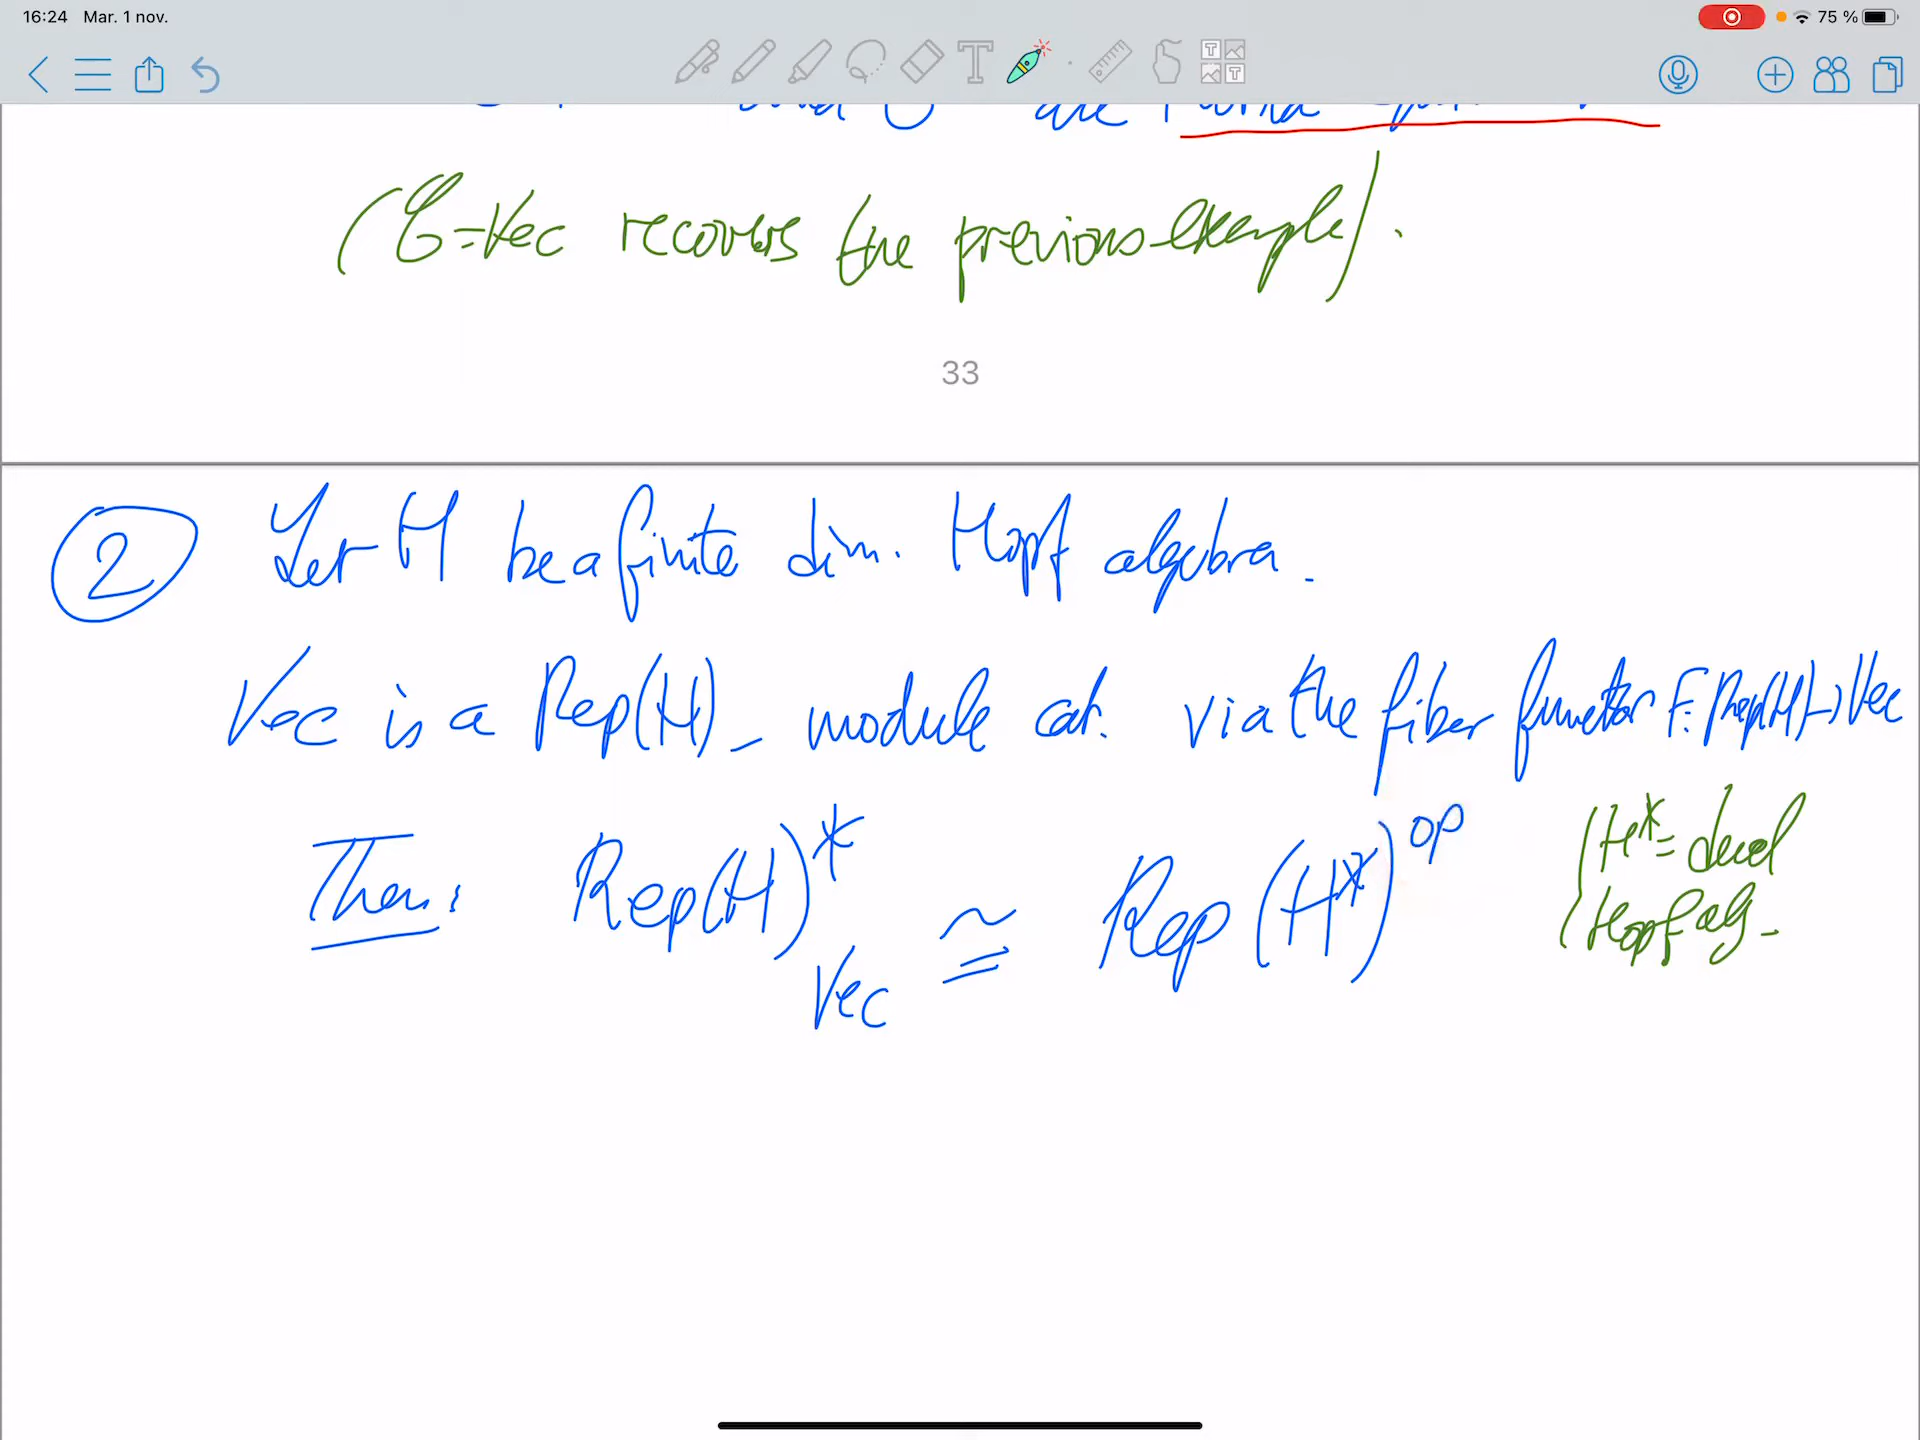 16:24 Mar. 1 nov. 75 %
and are
(C=Vec recovers the previous example).
33
② Let H be a finite dim. Hopf algebra.
Vec is a Rep(H)- module cat. via the fiber functor F: Rep(H)→Vec
Then: Rep(H)*_Vec ≅ Rep(H*)^op
(H* = dual
Hopf alg.